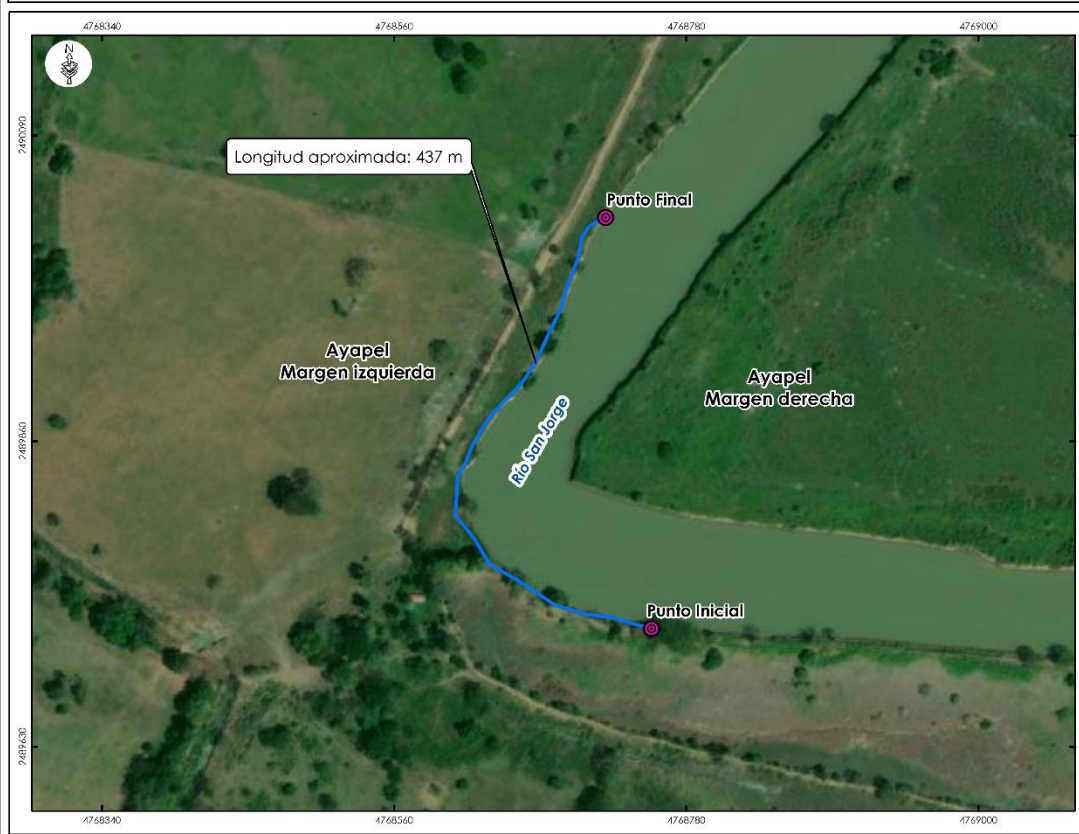 4768340 4768560 4768780 4769000
N
2490090
Longitud aproximada: 437 m
Punto Final
Ayapel
Margen izquierda
Ayapel
Margen derecha
2489860
Río San Jorge
Punto Inicial
2489630
4768340 4768560 4768780 4769000